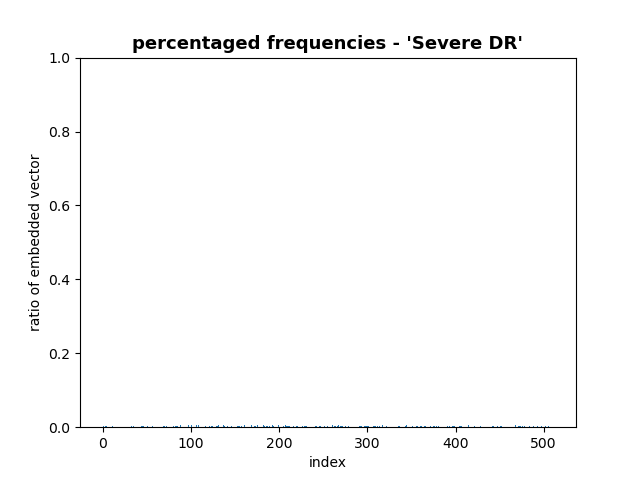 percentaged frequencies - 'Severe DR'
1.0
0.8
0.6
0.4
0.2
0.0
ratio of embedded vector
0 100 200 300 400 500
index